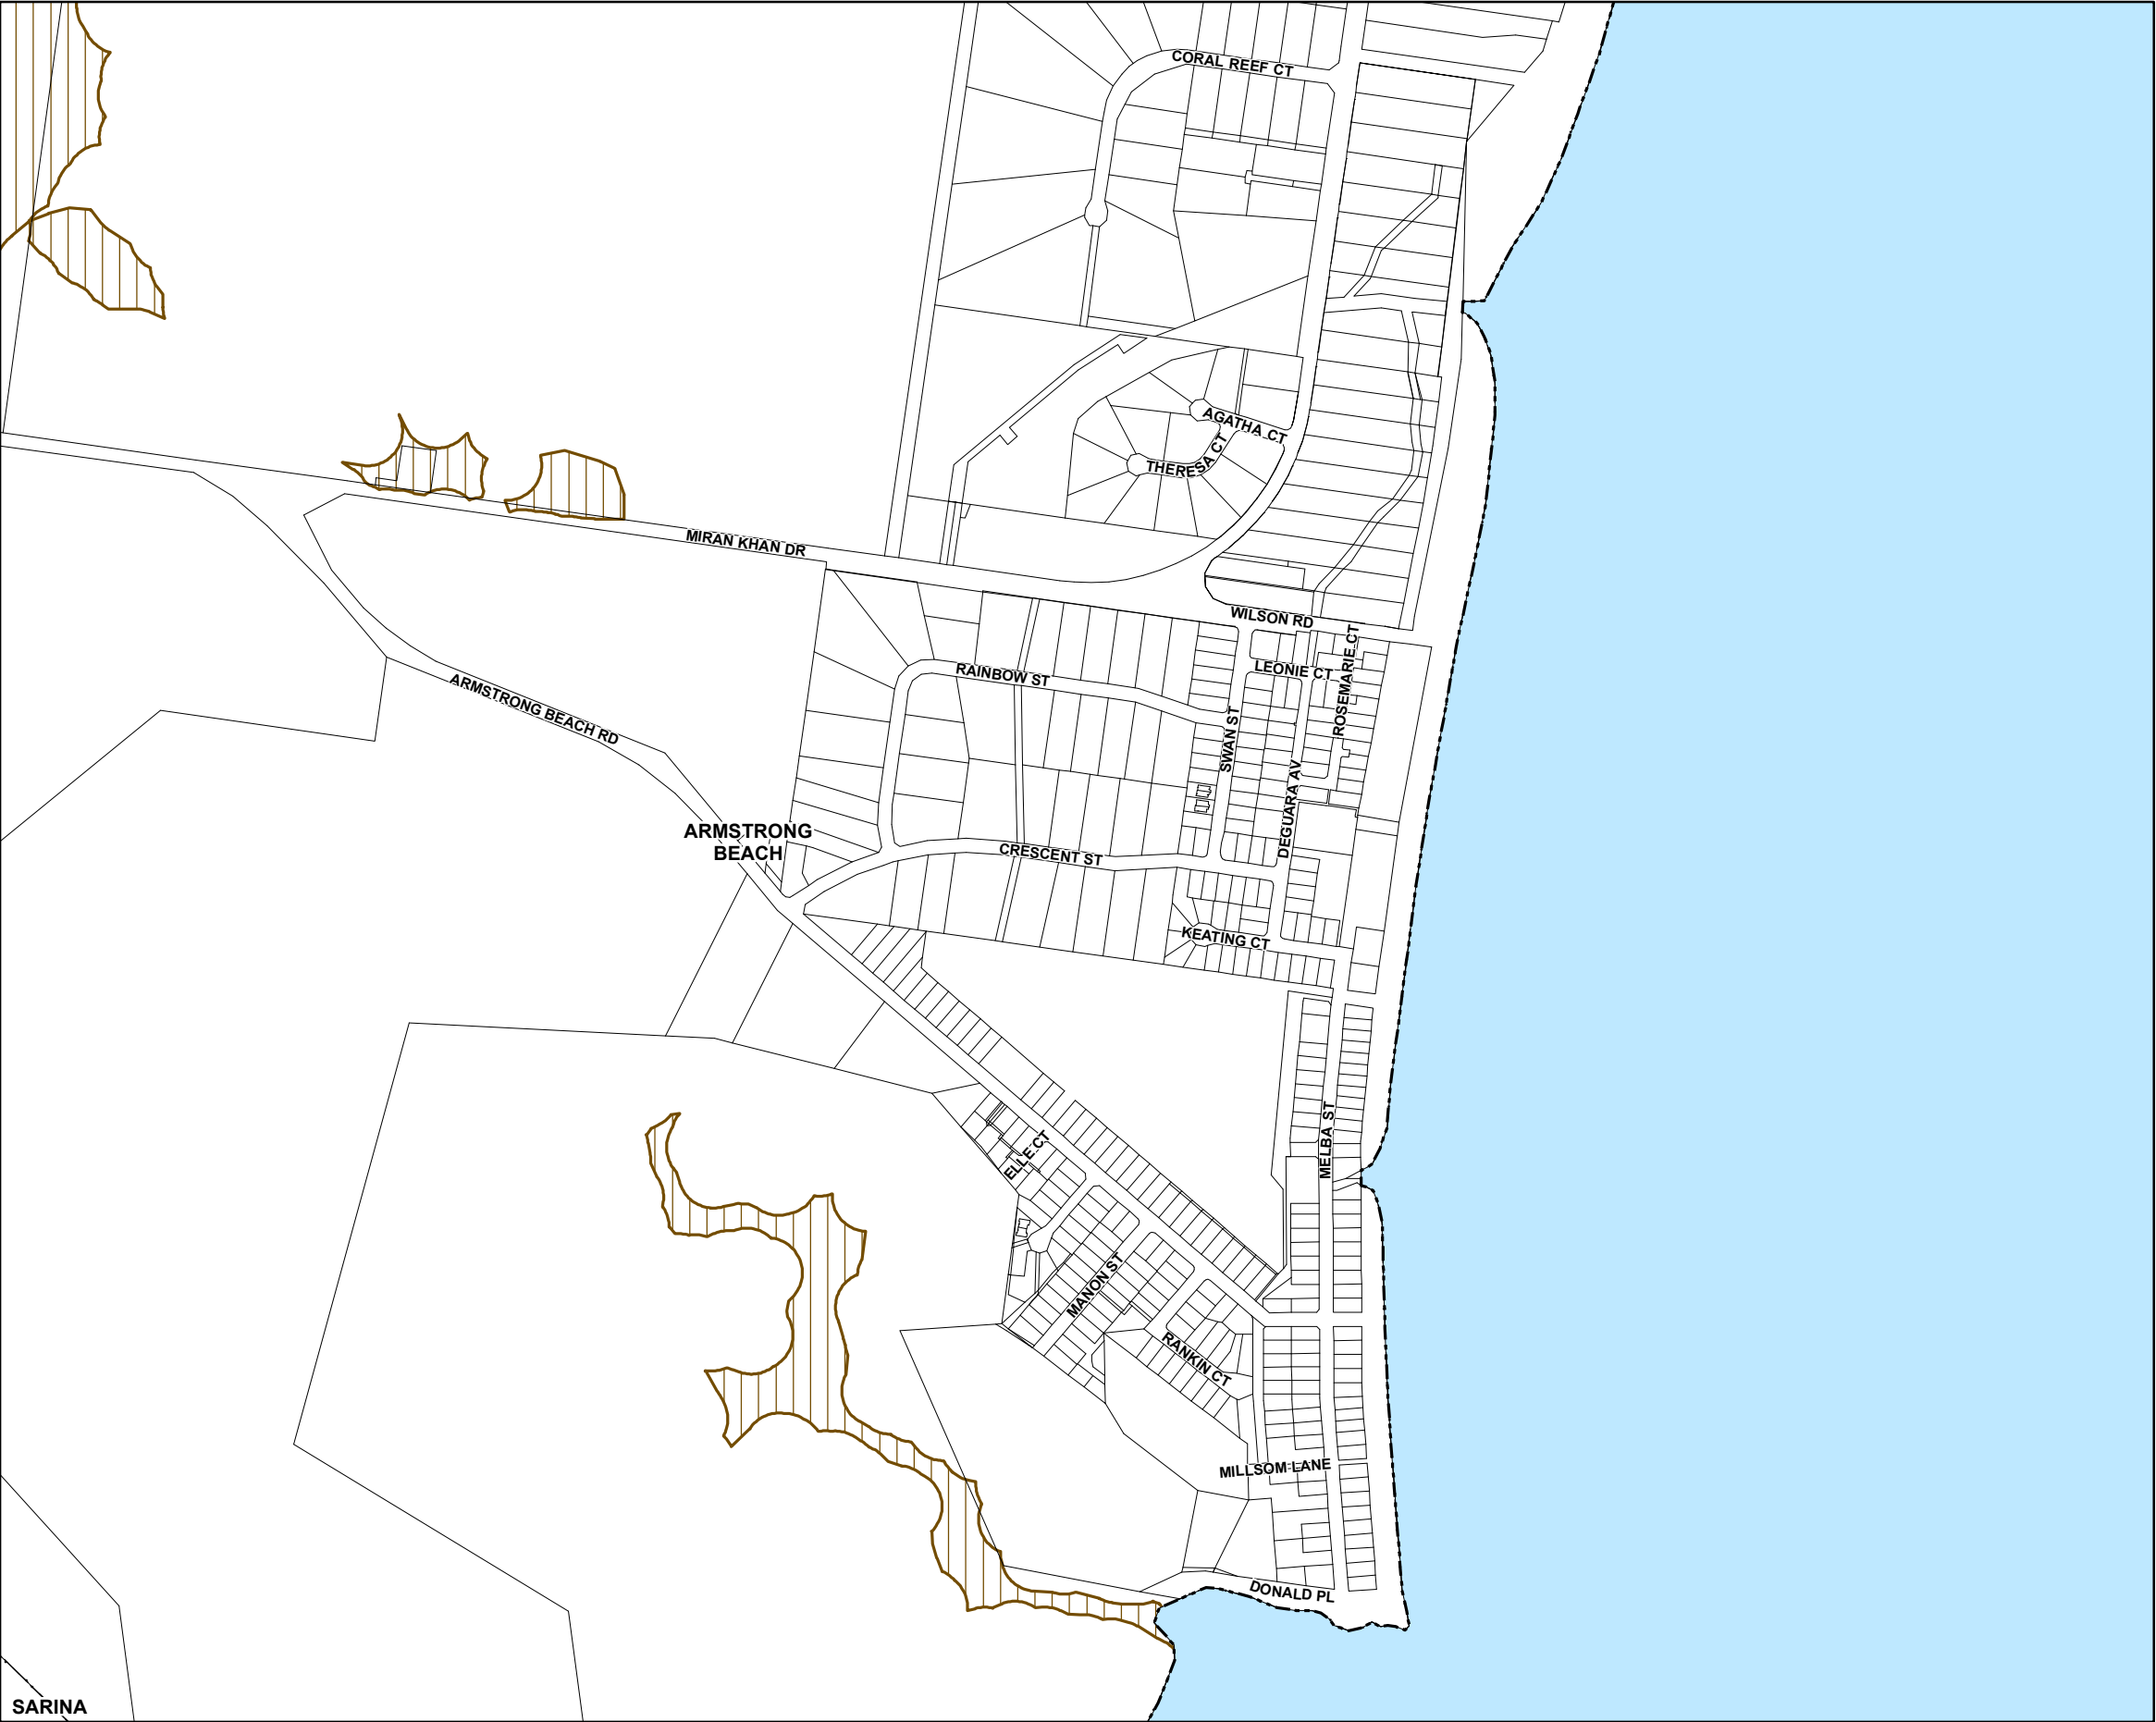 CORAL REEF CT
AGATHA CT
THERESA CT
MIRAN KHAN DR
WILSON RD
LEONIE CT
ROSEMARIE CT
RAINBOW ST
ARMSTRONG BEACH RD
SWAN ST
DEGUARA AV
ARMSTRONG
BEACH
CRESCENT ST
KEATING CT
MELBA ST
ELLE CT
MANON ST
RANKIN CT
MILLSOM LANE
DONALD PL
SARINA